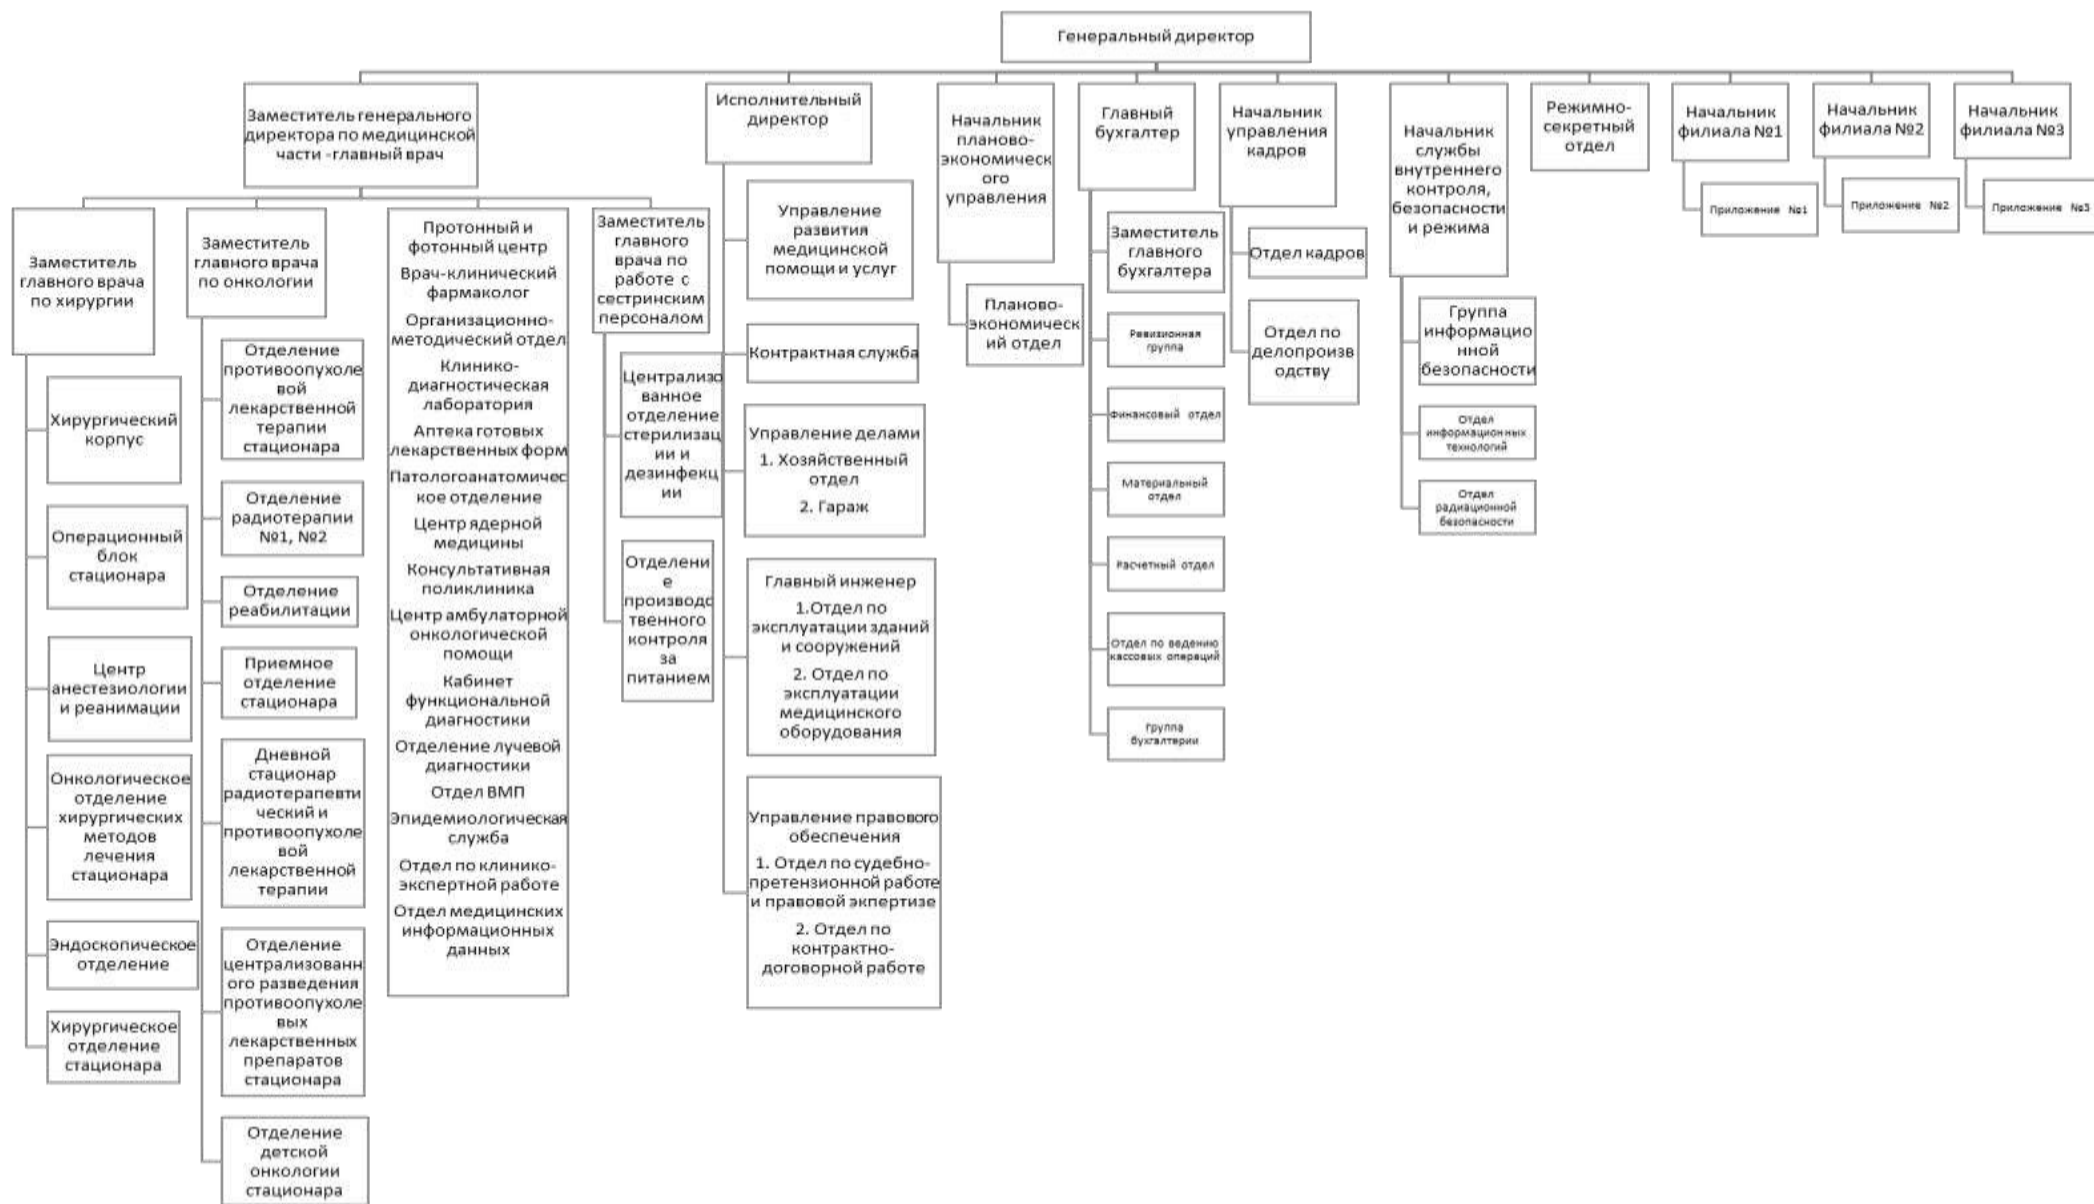 Генеральный директор
Заместитель генерального
директора по медицинской
части -главный врач
Исполнительный
директор
Начальник
планово-
экономическ
ого
управления
Главный
бухгалтер
Начальник
управления
кадров
Начальник
службы
внутреннего
контроля,
безопасности
и режима
Режимно-
секретный
отдел
Начальник
филиала №1
Начальник
филиала №2
Начальник
филиала №3
Приложение №1
Приложение №2
Приложение №3
Заместитель
главного врача
по хирургии
Хирургический
корпус
Операционный
блок
стационара
Центр
анестезиологии
и реанимации
Онкологическое
отделение
хирургических
методов
лечения
стационара
Эндоскопическое
отделение
Хирургическое
отделение
стационара
Заместитель
главного врача
по онкологии
Отделение
противоопухоле
вой
лекарственной
терапии
стационара
Отделение
радиотерапии
№1, №2
Отделение
реабилитации
Приемное
отделение
стационара
Дневной
стационар
радиотерапевти
ческий и
противоопухоле
вой
лекарственной
терапии
Отделение
централизованн
ого разведения
противоопухоле
вых
лекарственных
препаратов
стационара
Отделение
детской
онкологии
стационара
Протонный и
фотонный центр
Врач-клинический
фармаколог
Организационно-
методический отдел
Клинико-
диагностическая
лаборатория
Аптека готовых
лекарственных форм
Патологоанатомичес
кое отделение
Центр ядерной
медицины
Консультативная
поликлиника
Центр амбулаторной
онкологической
помощи
Кабинет
функциональной
диагностики
Отделение лучевой
диагностики
Отдел ВМП
Эпидемиологическая
служба
Отдел по клинико-
экспертной работе
Отдел медицинских
информационных
данных
Заместитель
главного
врача по
работе с
сестринским
персоналом
Централизо
ванное
отделение
стерилизац
ии и
дезинфекц
ии
Отделени
е
производс
твенного
контроля
за
питанием
Управление
развития
медицинской
помощи и услуг
Контрактная служба
Управление делами
1. Хозяйственный
отдел
2. Гараж
Главный инженер
1.Отдел по
эксплуатации зданий
и сооружений
2. Отдел по
эксплуатации
медицинского
оборудования
Управление правового
обеспечения
1. Отдел по судебно-
претензионной работе
и правовой экпертизе
2. Отдел по
контрактно-
договорной работе
Планово-
экономическ
ий отдел
Заместитель
главного
бухгалтера
Ревизионная
группа
Финансовый отдел
Материальный
отдел
Расчетный отдел
Отдел по ведению
кассовых операций
Группа
бухгалтерии
Отдел кадров
Отдел по
делопроизв
одству
Группа
информацио
нной
безопасности
Отдел
информационных
технологий
Отдел
радиационной
безопасности